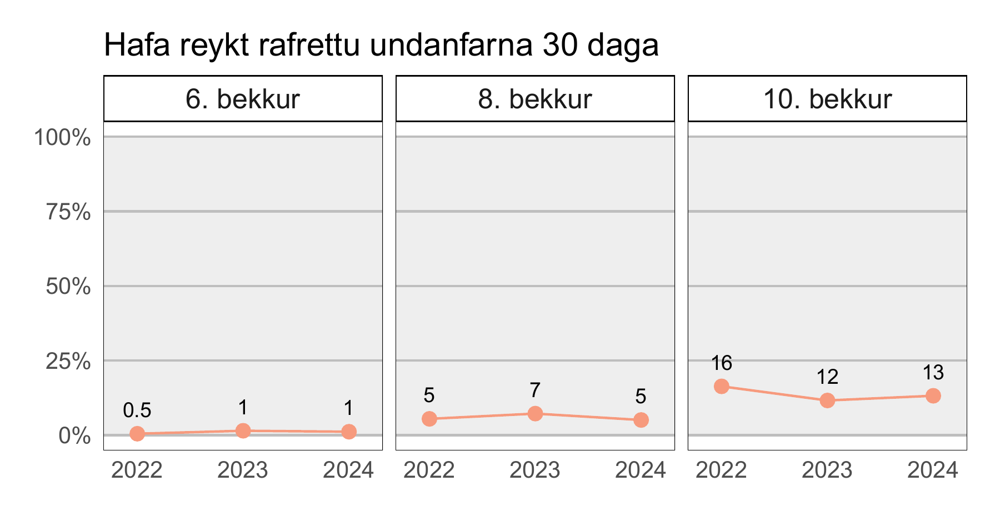 Hafa reykt rafrettu undanfarna 30 daga
6. bekkur 8. bekkur 10. bekkur
100%
75%
50%
25%
0%
0.5 1 1
5 7 5
16 12 13
2022 2023 2024 2022 2023 2024 2022 2023 2024